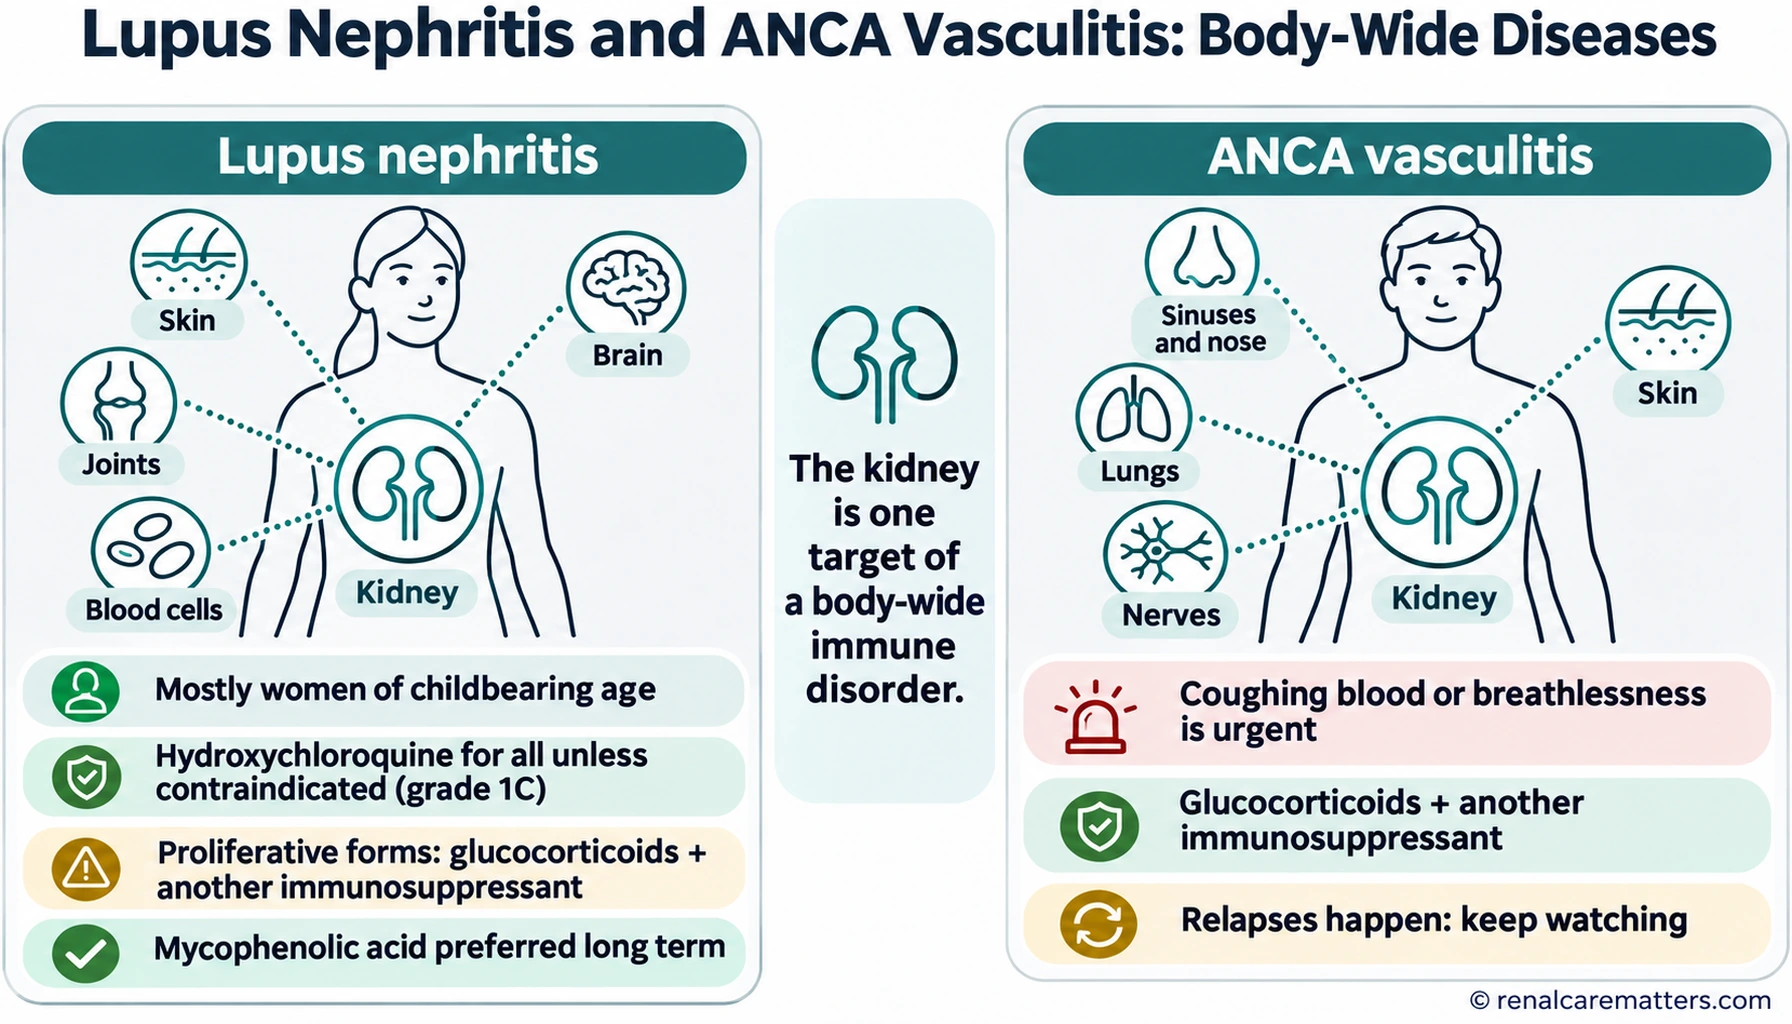 Lupus Nephritis and ANCA Vasculitis: Body-Wide Diseases
Lupus nephritis
Skin
Brain
Joints
Blood cells
Kidney
Mostly women of childbearing age
Hydroxychloroquine for all unless
contraindicated (grade 1C)
Proliferative forms: glucocorticoids +
another immunosuppressant
Mycophenolic acid preferred long term
The kidney
is one
target of
a body-wide
immune
disorder.
ANCA vasculitis
Sinuses
and nose
Skin
Lungs
Nerves
Kidney
Coughing blood or breathlessness
is urgent
Glucocorticoids + another
immunosuppressant
Relapses happen: keep watching
© renalcarematters.com